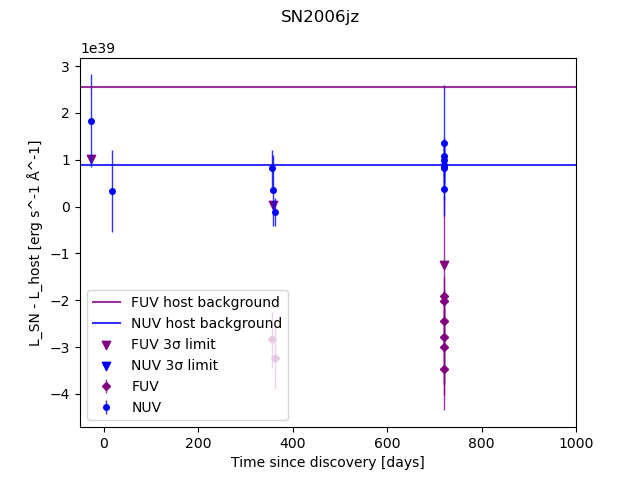 SN2006jz
1e39
L_SN - L_host [erg s^-1 Å^-1]
3
2
1
0
−1
−2
−3
−4
FUV host background
NUV host background
FUV 3σ limit
NUV 3σ limit
FUV
NUV
0 200 400 600 800 1000
Time since discovery [days]